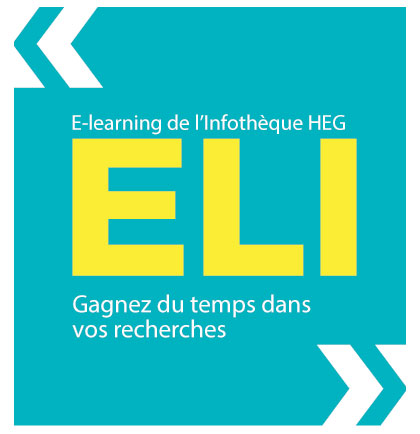 E-learning de l'Infothèque HEG
ELI
Gagnez du temps dans
vos recherches